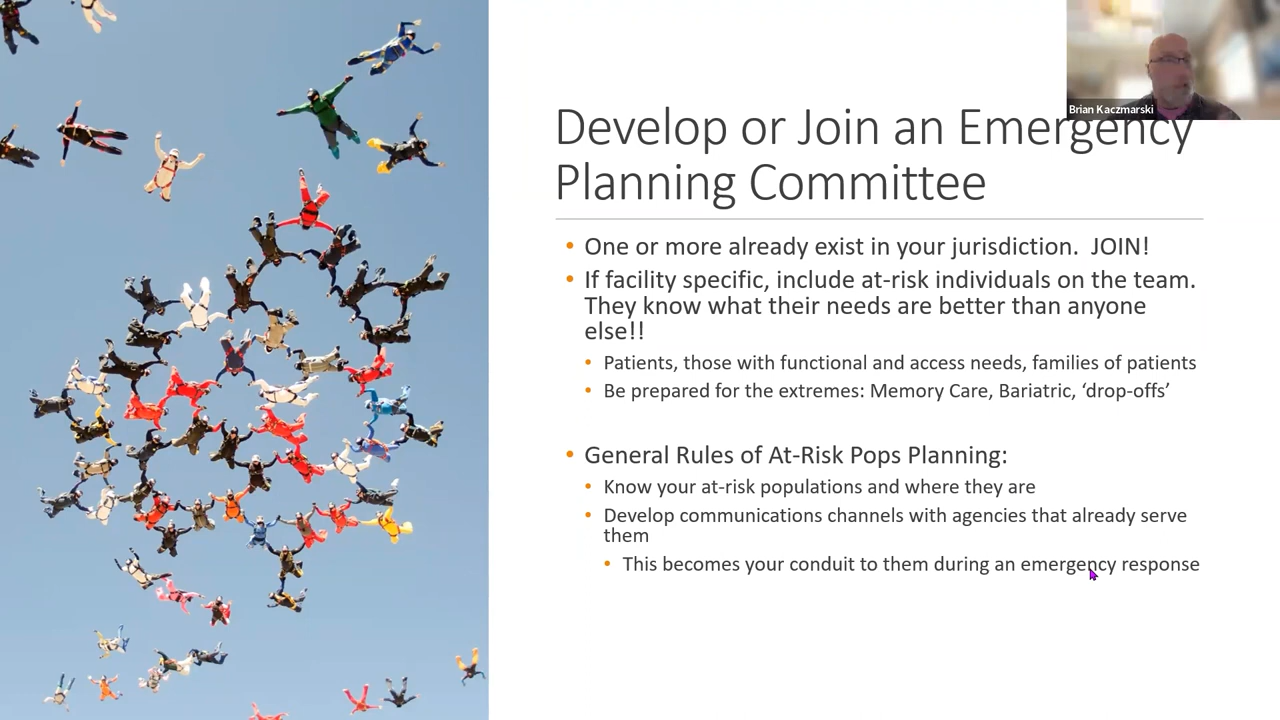 Brian Kaczmarski
Develop or Join an Emergency
Planning Committee
• One or more already exist in your jurisdiction.  JOIN!
• If facility specific, include at-risk individuals on the team.
They know what their needs are better than anyone
else!!
• Patients, those with functional and access needs, families of patients
• Be prepared for the extremes: Memory Care, Bariatric, ‘drop-offs’
• General Rules of At-Risk Pops Planning:
• Know your at-risk populations and where they are
• Develop communications channels with agencies that already serve
them
• This becomes your conduit to them during an emergency response